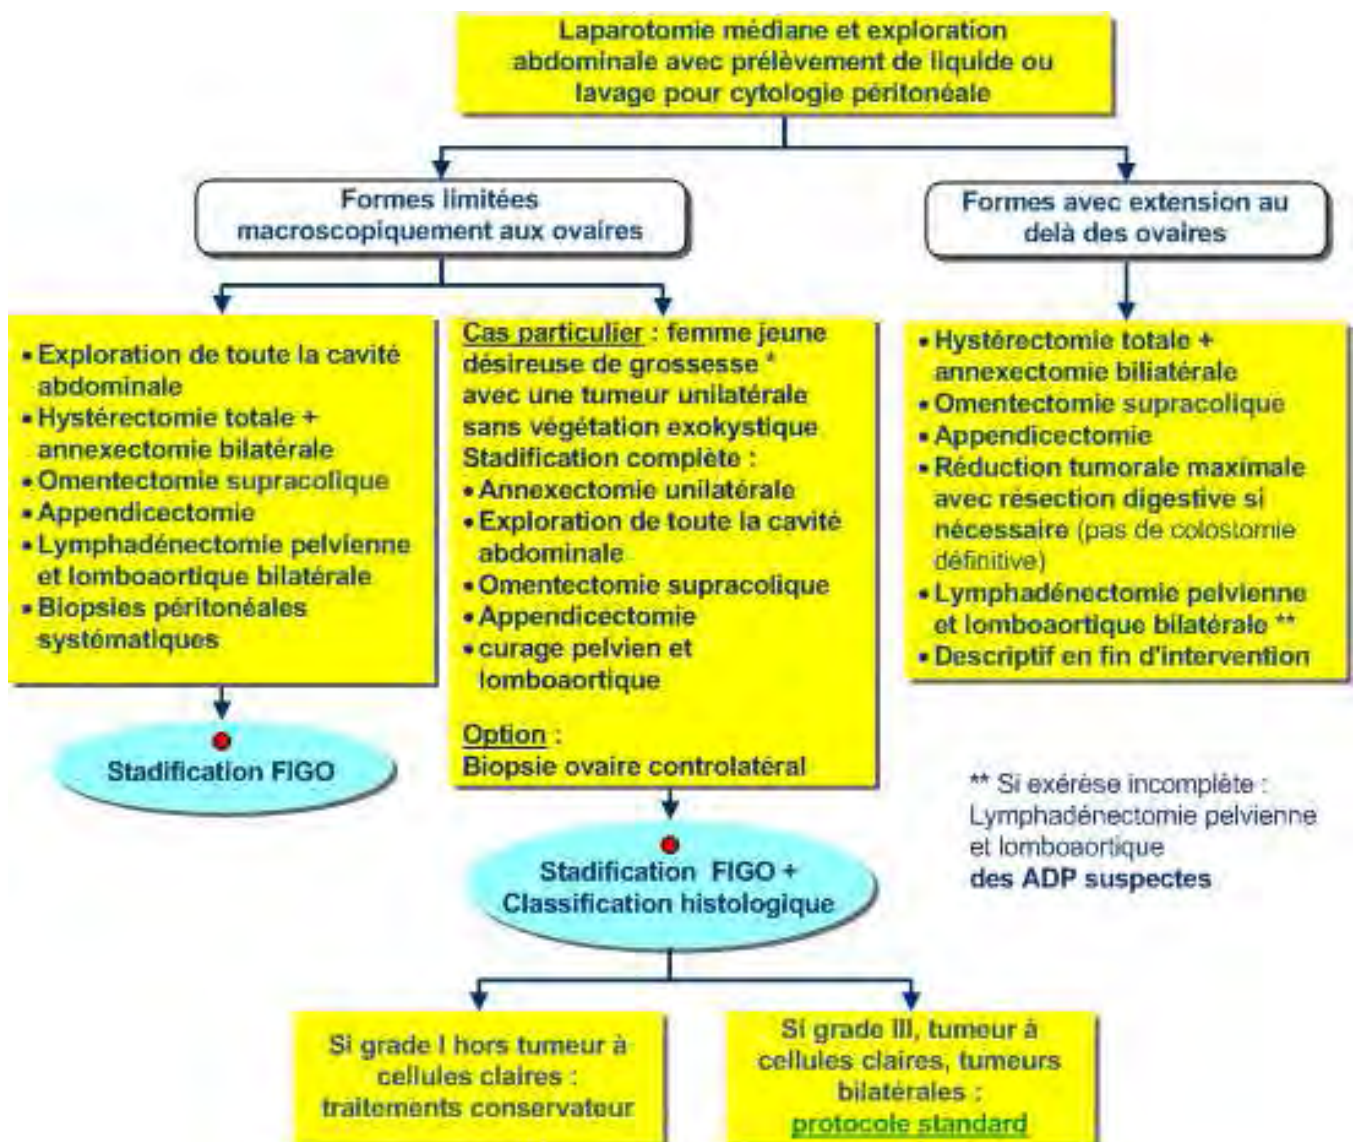 Laparotomie médiane et exploration
abdominale avec prélèvement de liquide ou
lavage pour cytologie péritonéale
Formes limitées
macroscopiquement aux ovaires
Formes avec extension au
delà des ovaires
• Exploration de toute la cavité
abdominale
• Hystérectomie totale +
annexectomie bilatérale
• Omentectomie supracolique
• Appendicectomie
• Lymphadénectomie pelvienne
et lomboaortique bilatérale
• Biopsies péritonéales
systématiques
Stadification FIGO
Cas particulier : femme jeune
désireuse de grossesse *
avec une tumeur unilatérale
sans végétation exokystique
Stadification complète :
• Annexectomie unilatérale
• Exploration de toute la cavité
abdominale
• Omentectomie supracolique
• Appendicectomie
• curage pelvien et
lomboaortique
Option :
Biopsie ovaire controlatéral
Stadification FIGO +
Classification histologique
Si grade I hors tumeur à
cellules claires :
traitements conservateur
Si grade III, tumeur à
cellules claires, tumeurs
bilatérales :
protocole standard
• Hystérectomie totale +
annexectomie biliatérale
• Omentectomie supracolique
• Appendicectomie
• Réduction tumorale maximale
avec résection digestive si
nécessaire (pas de colostomie
définitive)
• Lymphadénectomie pelvienne
et lomboaortique bilatérale **
• Descriptif en fin d'intervention
** Si exérèse incomplète :
Lymphadénectomie pelvienne
et lomboaortique
des ADP suspectes